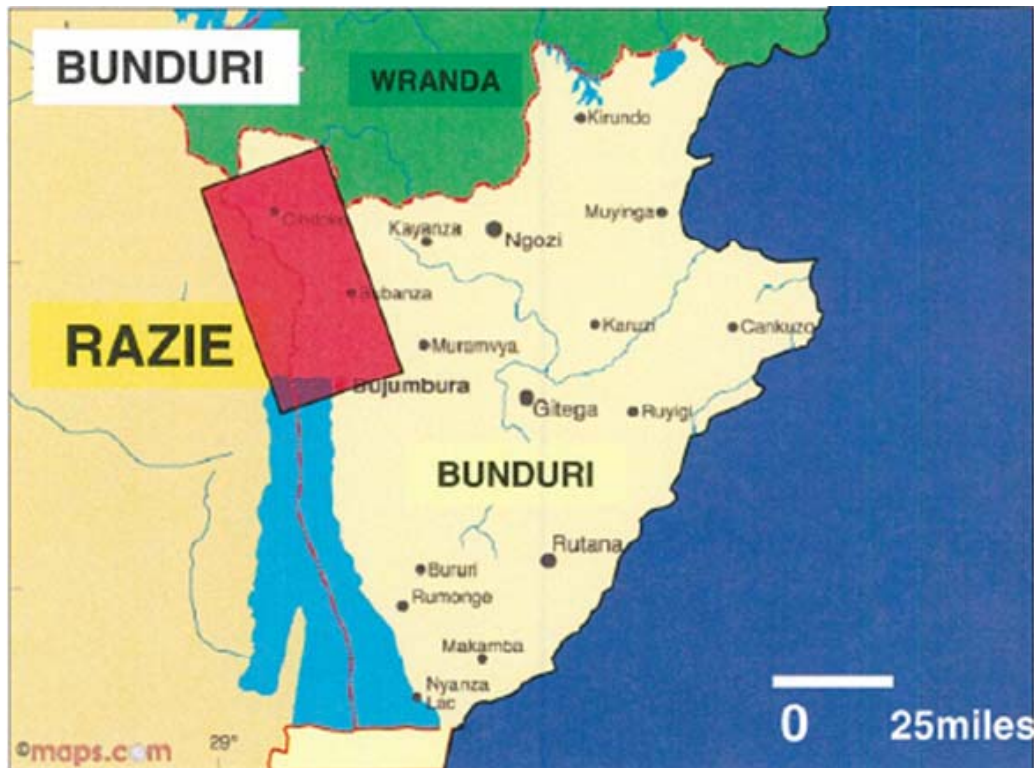 BUNDURI
WRANDA
Kirundo
Muyinga
Kayanza
Ngozi
RAZIE
Karuzi
Cankuzo
Muramvya
Bujumbura
Gitega
Ruyigi
BUNDURI
Rutana
Bururi
Rumonge
Makamba
Nyanza
Lac
0 25miles
©maps.com
29°